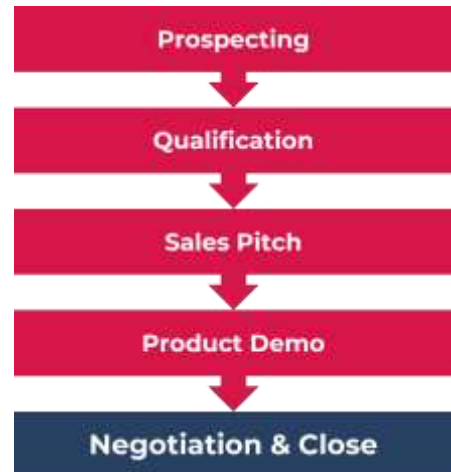 Prospecting
Qualification
Sales Pitch
Product Demo
Negotiation & Close